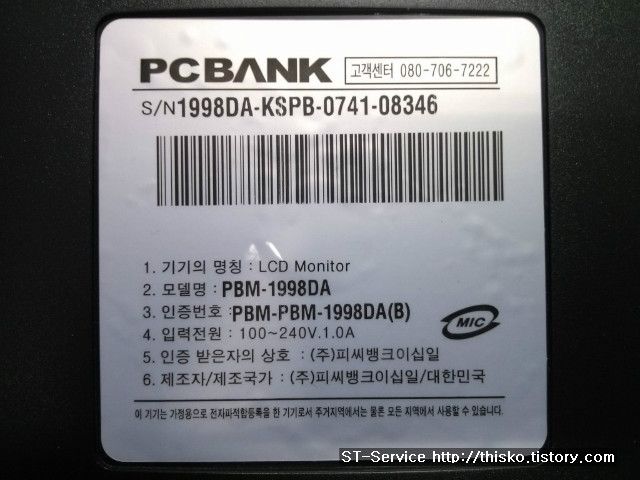 PCBANK 고객센터 080-706-7222
S/N1998DA-KSPB-0741-08346
1. 기기의 명칭 : LCD Monitor
2. 모델명 : PBM-1998DA
3. 인증번호 : PBM-PBM-1998DA(B)
MIC
4. 입력전원 : 100~240V.1.0A
5. 인증 받은자의 상호 : (주)피씨뱅크이십일
6. 제조자/제조국가 : (주)피씨뱅크이십일/대한민국
이 기기는 가정용으로 전자파적합등록을 한 기기로서 주거지역에서는 물론 모든 지역에서 사용할 수 있습니다.
ST-Service http://thisko.tistory.com